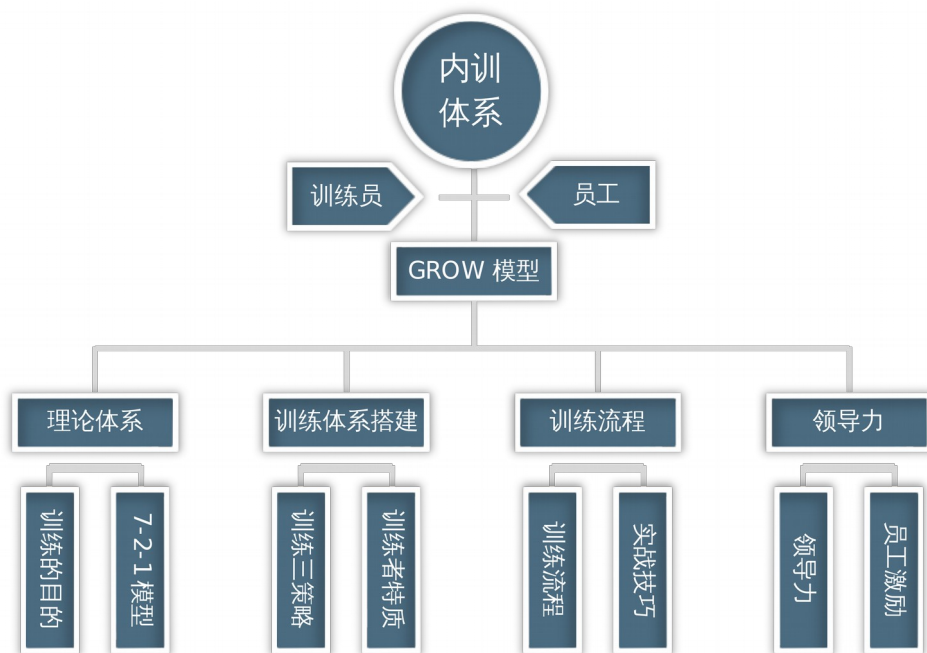 内训
体系
训练员
员工
GROW 模型
理论体系
训练体系搭建
训练流程
领导力
训练的目的
7-2-1 模型
训练三策略
训练者特质
训练流程
实战技巧
领导力
员工激励